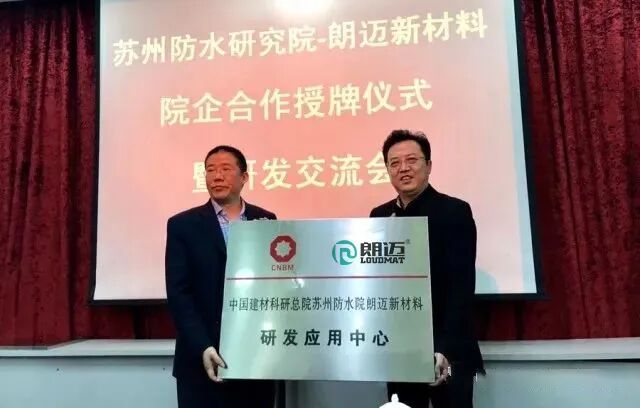 苏州防水研究院-朗迈新材料
院企合作授牌仪式
暨研发交流会
CNBM
朗迈®
LOUDMAT
中国建材科研总院苏州防水院朗迈新材料
研发应用中心